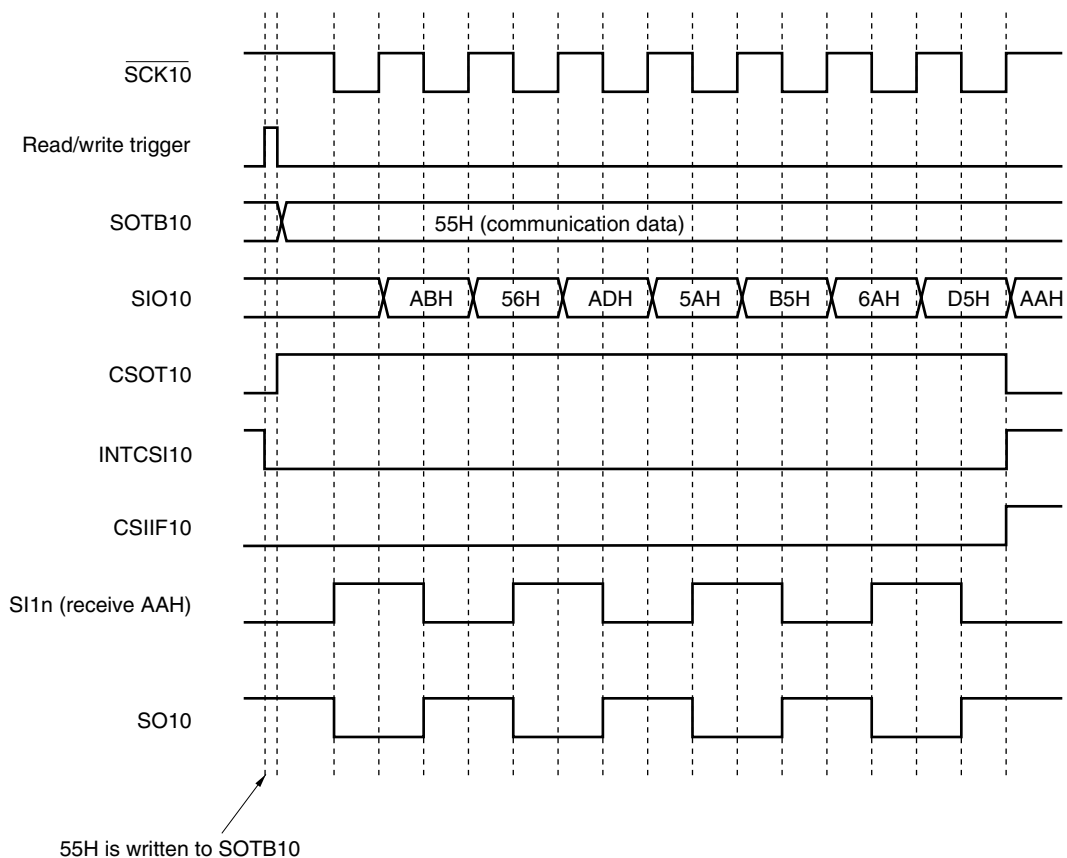 SCK10
Read/write trigger
SOTB10
55H (communication data)
SIO10
ABH 56H ADH 5AH B5H 6AH D5H AAH
CSOT10
INTCSI10
CSIIF10
SI1n (receive AAH)
SO10
55H is written to SOTB10